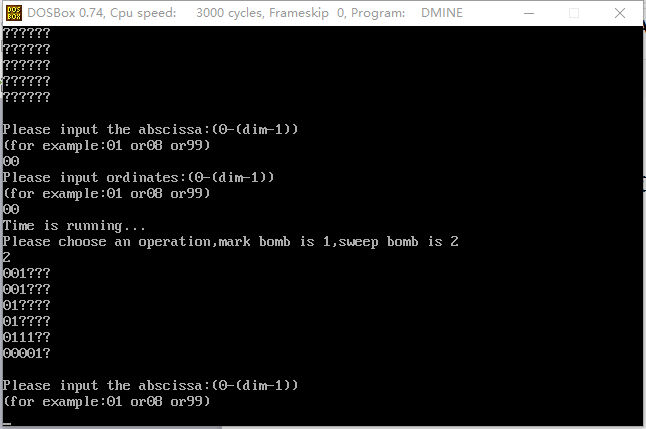 DOS
BOX
DOSBox 0.74, Cpu speed: 3000 cycles, Frameskip 0, Program: DMINE
??????
??????
??????
??????
??????
Please input the abscissa:(0-(dim-1))
(for example:01 or08 or99)
00
Please input ordinates:(0-(dim-1))
(for example:01 or08 or99)
00
Time is running...
Please choose an operation,mark bomb is 1,sweep bomb is 2
2
001???
001???
01????
01????
0111??
00001?
Please input the abscissa:(0-(dim-1))
(for example:01 or08 or99)
_